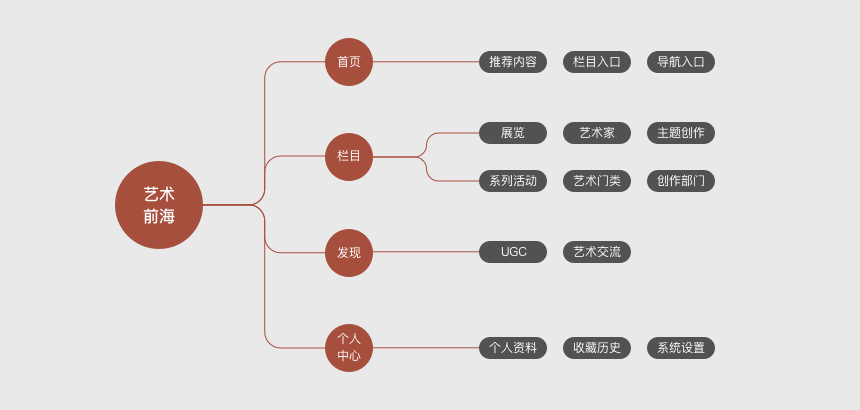 艺术
前海
首页
推荐内容 栏目入口 导航入口
栏目
展览 艺术家 主题创作
系列活动 艺术门类 创作部门
发现
UGC 艺术交流
个人
中心
个人资料 收藏历史 系统设置